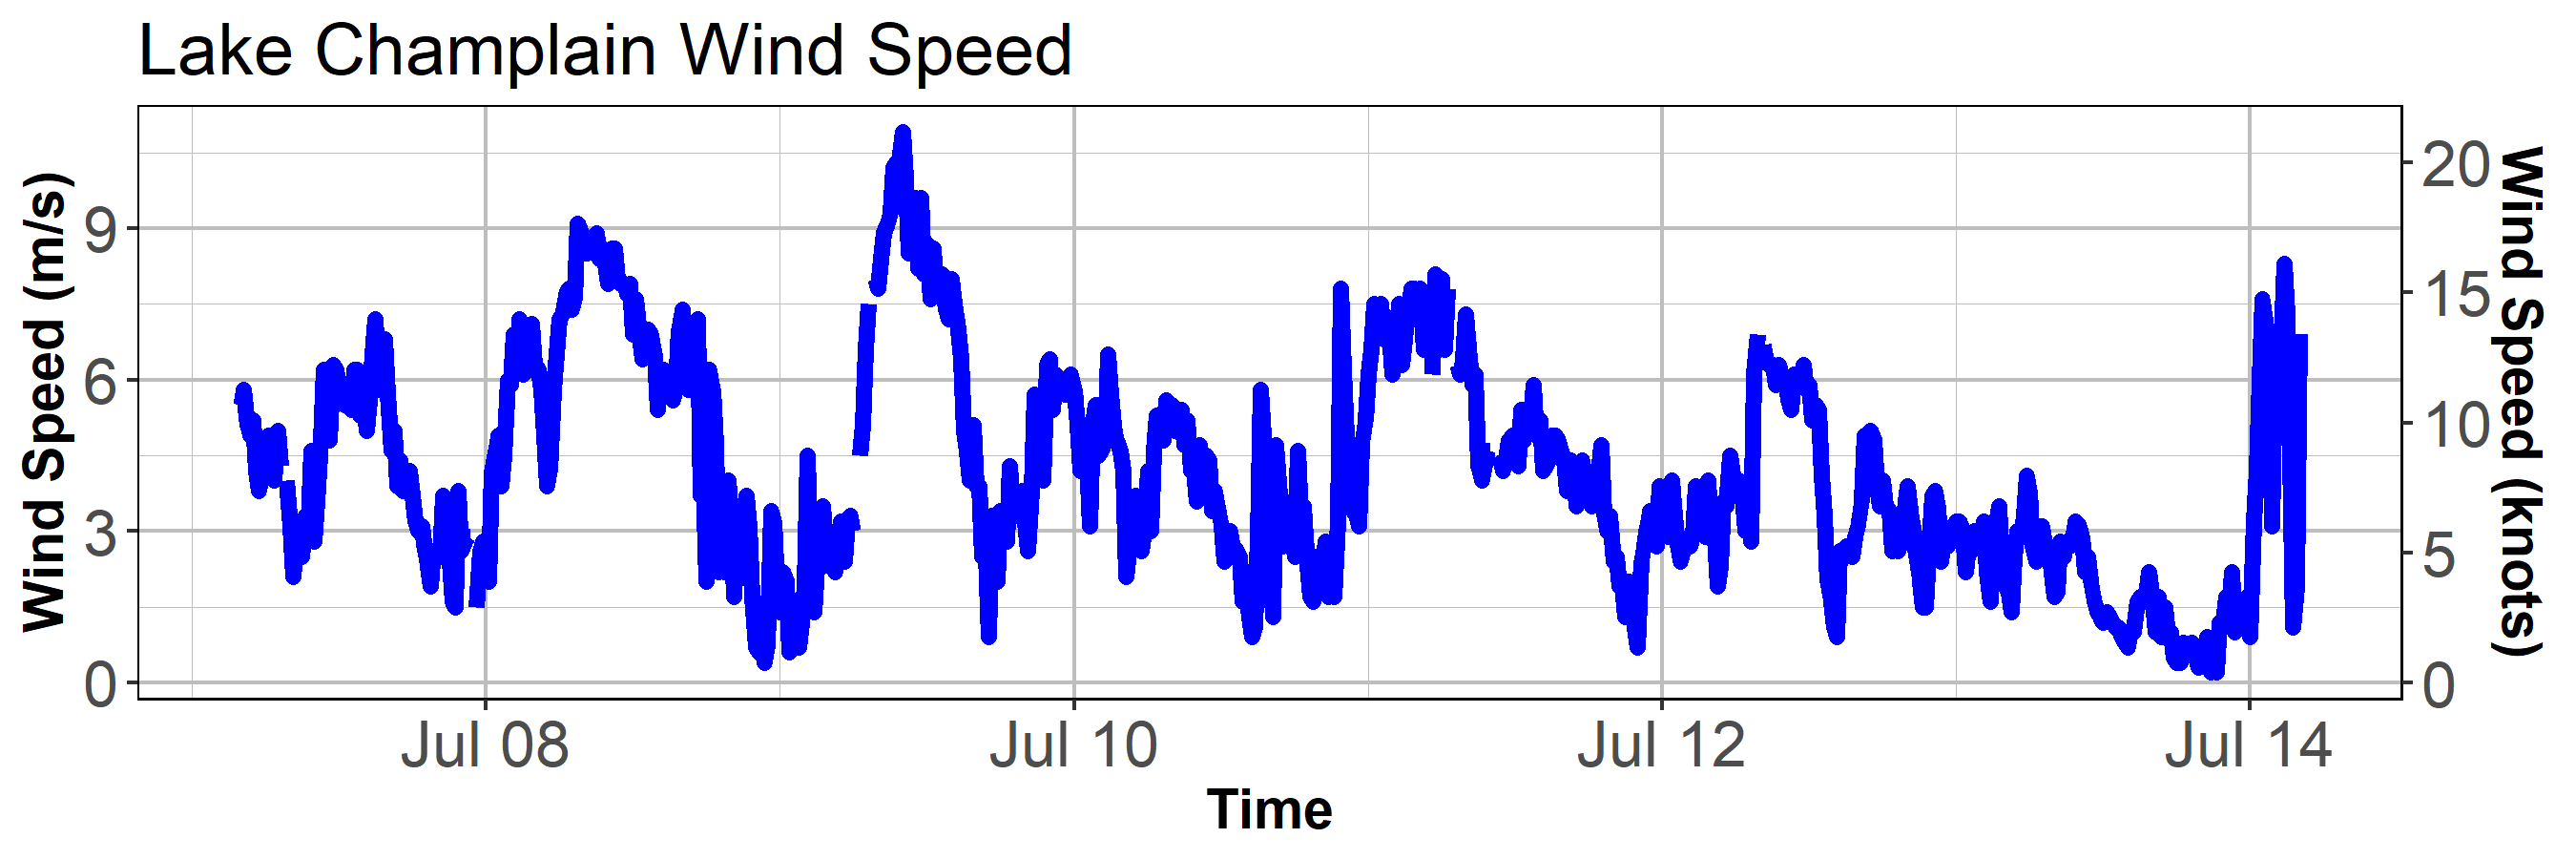 Lake Champlain Wind Speed
Wind Speed (m/s)
9
6
3
0
20
15
10
5
0
Wind Speed (knots)
Jul 08
Jul 10
Jul 12
Jul 14
Time